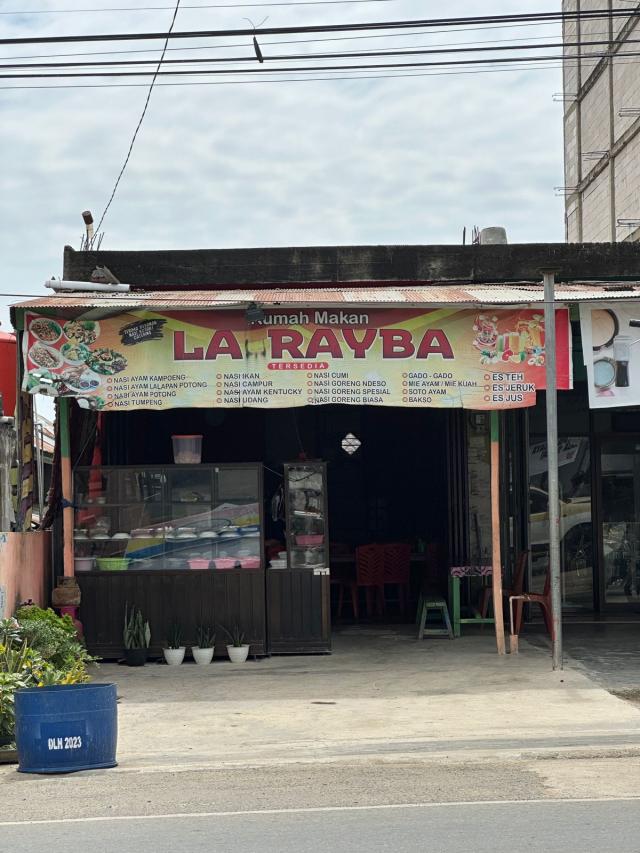 Rumah Makan
LA RAYBA
TERSEDIA
NASI AYAM KAMPOENG
NASI AYAM LALAPAN POTONG
NASI AYAM POTONG
NASI TUMPENG
NASI IKAN
NASI CAMPUR
NASI AYAM KENTUCKY
NASI UDANG
NASI CUMI
NASI GORENG NDESO
NASI GORENG SPESIAL
NASI GORENG BIASA
GADO - GADO
MIE AYAM / MIE KUAH
SOTO AYAM
BAKSO
ES TEH
ES JERUK
ES JUS
DLH 2023